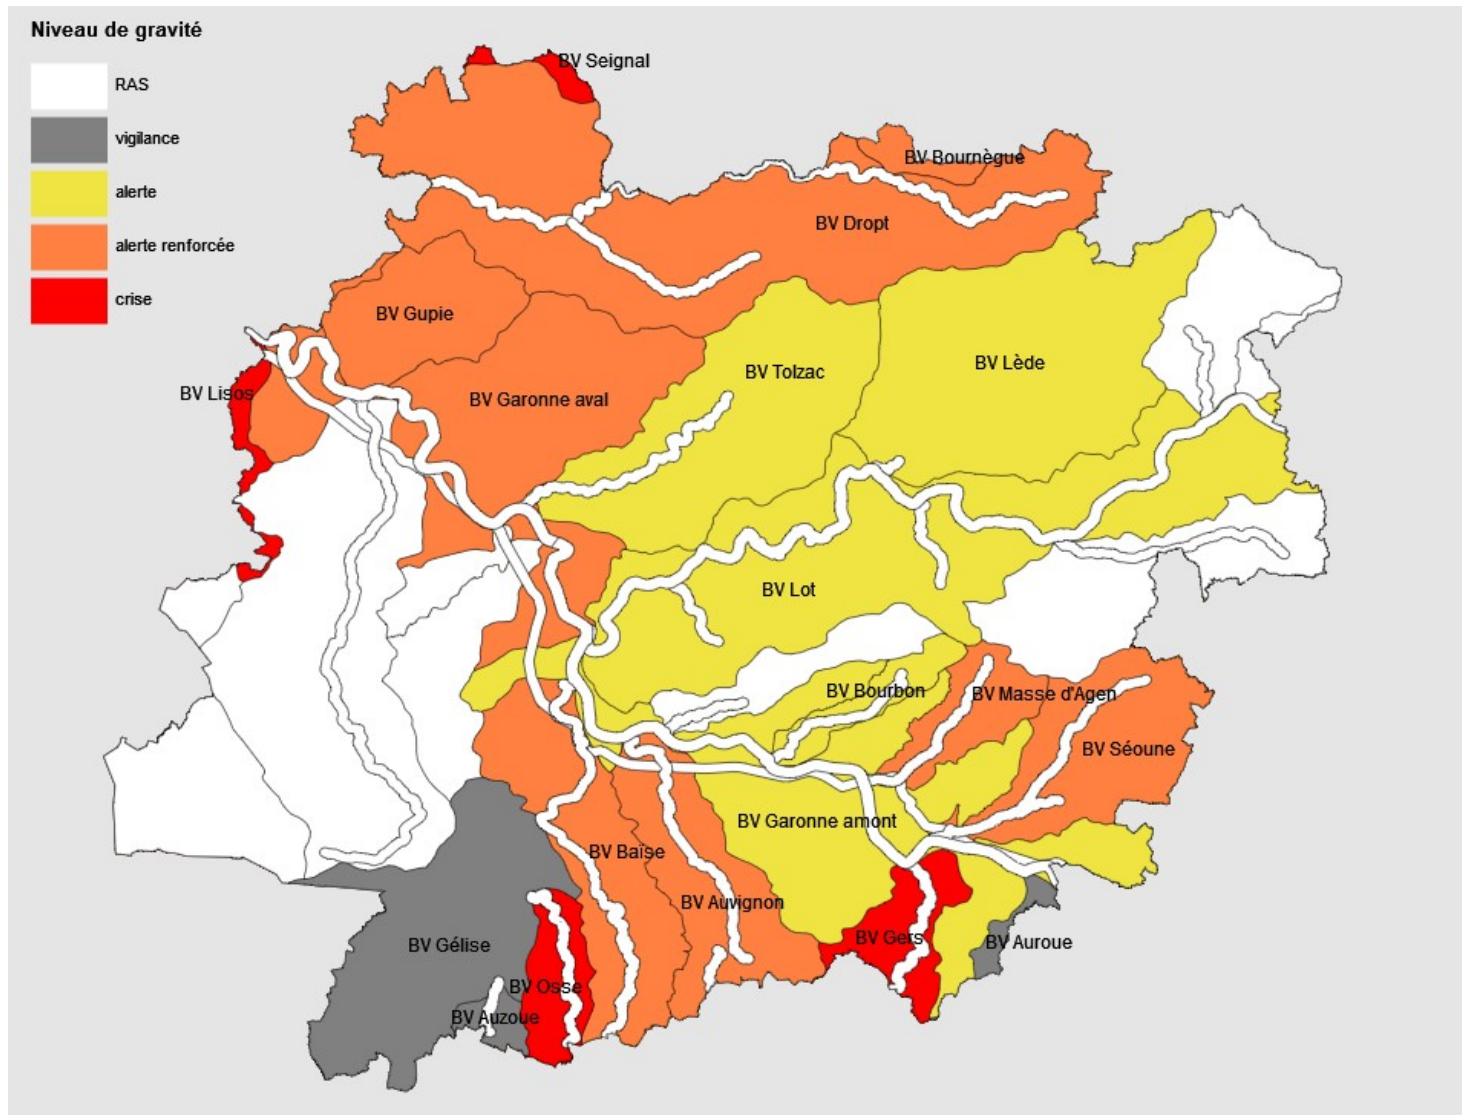 Niveau de gravité
RAS
vigilance
alerte
alerte renforcée
crise
BV Seignal
BV Bournègue
BV Dropt
BV Gupie
BV Lède
BV Tolzac
BV Lisos
BV Garonne aval
BV Lot
BV Bourbon
BV Masse d'Agen
BV Séoune
BV Garonne amont
BV Baïse
BV Auvignon
BV Gers
BV Auroue
BV Gélise
BV Osse
BV Auzoue